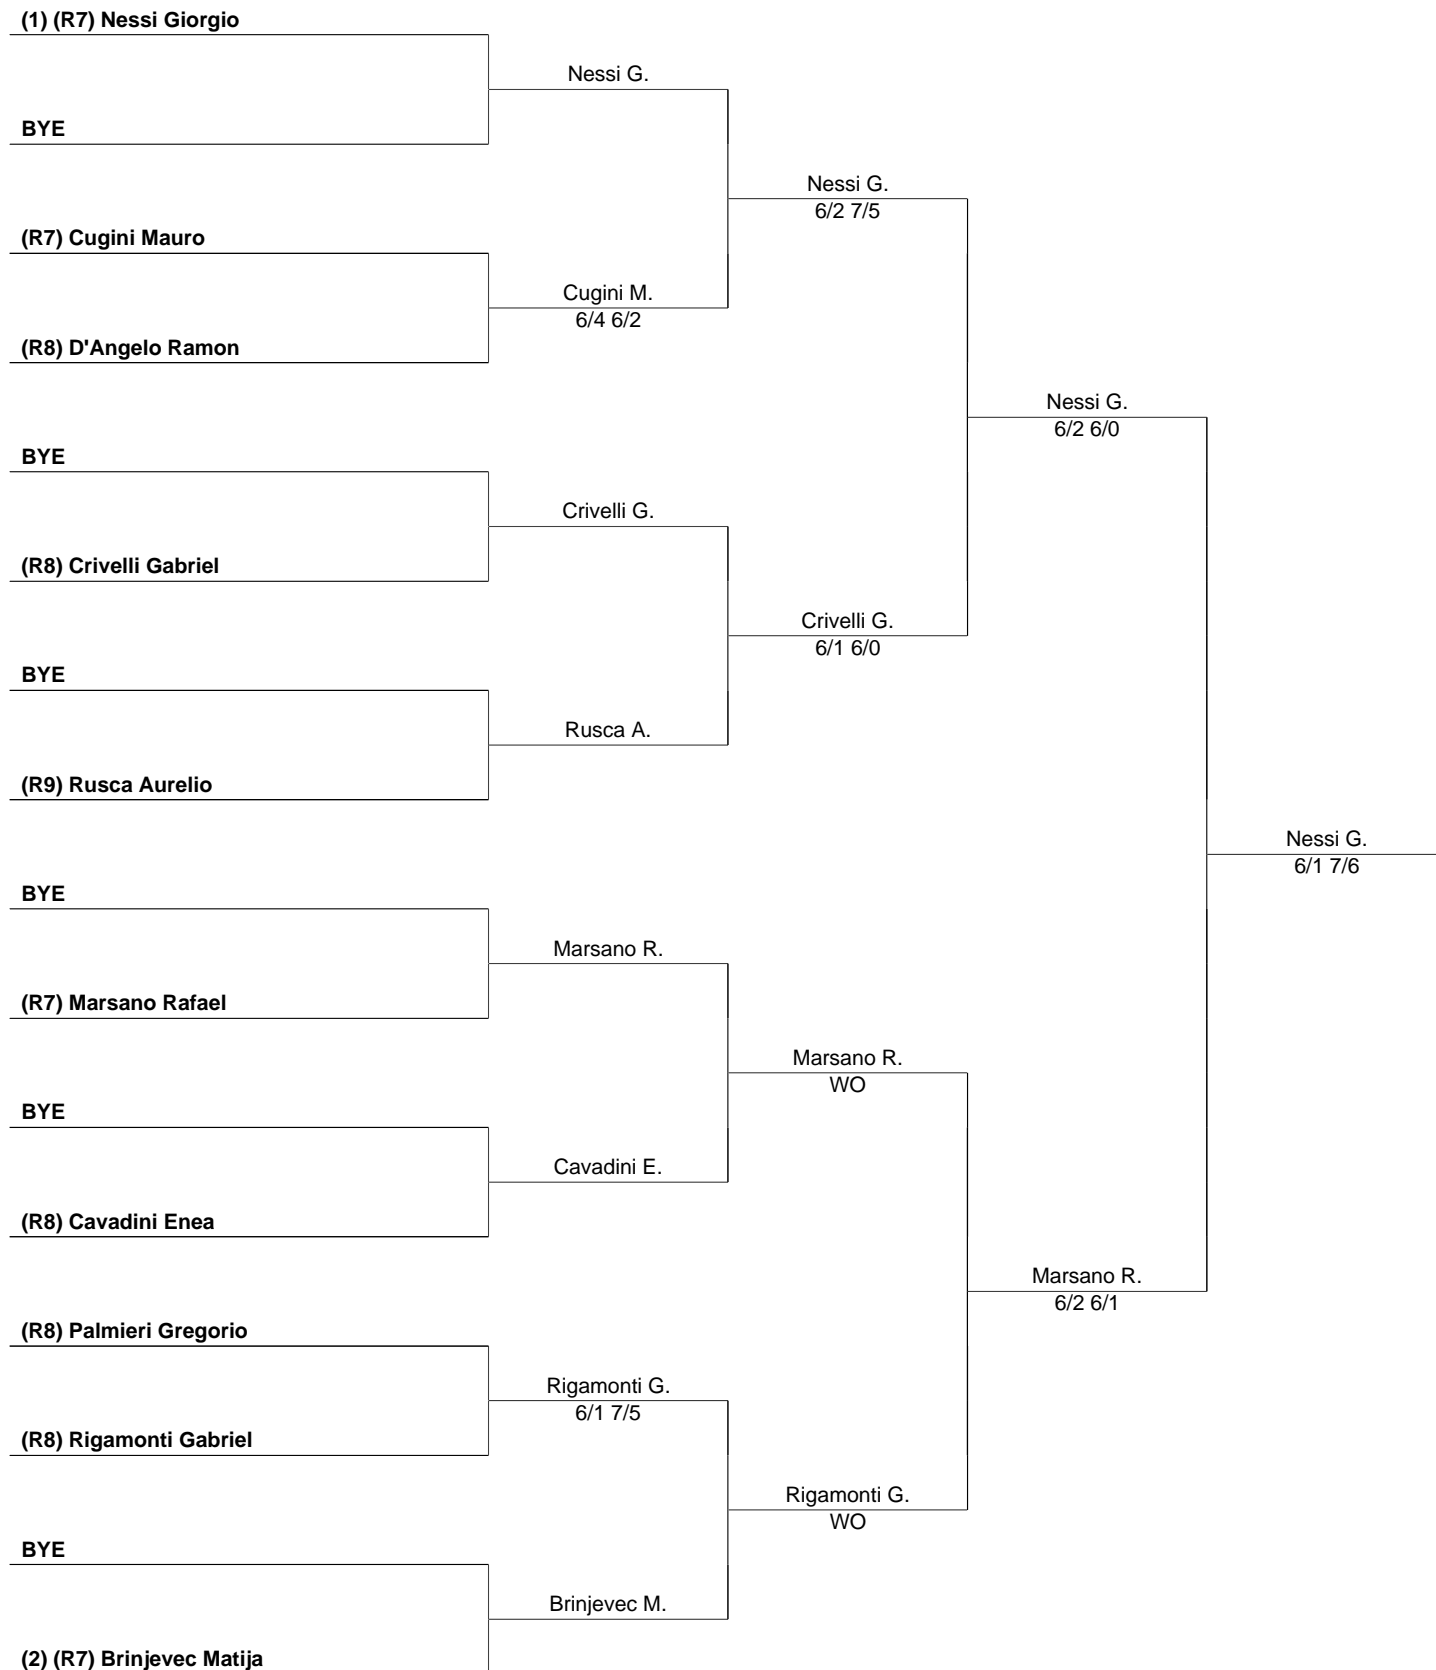 (1) (R7) Nessi Giorgio
Nessi G.
BYE
Nessi G.
6/2 7/5
(R7) Cugini Mauro
Cugini M.
6/4 6/2
(R8) D'Angelo Ramon
Nessi G.
6/2 6/0
BYE
Crivelli G.
(R8) Crivelli Gabriel
Crivelli G.
6/1 6/0
BYE
Rusca A.
(R9) Rusca Aurelio
Nessi G.
6/1 7/6
BYE
Marsano R.
(R7) Marsano Rafael
Marsano R.
WO
BYE
Cavadini E.
(R8) Cavadini Enea
Marsano R.
6/2 6/1
(R8) Palmieri Gregorio
Rigamonti G.
6/1 7/5
(R8) Rigamonti Gabriel
Rigamonti G.
WO
BYE
Brinjevec M.
(2) (R7) Brinjevec Matija